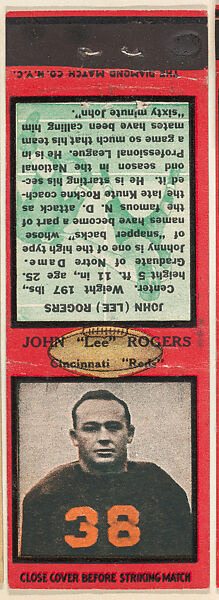 THE DIAMOND MATCH CO. N.Y.C.
JOHN (LEE) ROGERS
Center. Weight 197 lbs.,
height 5 ft. 11 in., age 25.
Graduate of Notre Dame.
Johnny is one of the high type
of "snapper backs," whose
names have become a part of
the famous N. D. attack as
the late Knute Rockne coach-
ed it. He is starting his sec-
ond season in the National
Professional League. He is in
a game so much that his team
mates have been calling him
"sixty minute John."
JOHN "Lee" ROGERS
Cincinnati "Reds"
38
CLOSE COVER BEFORE STRIKING MATCH